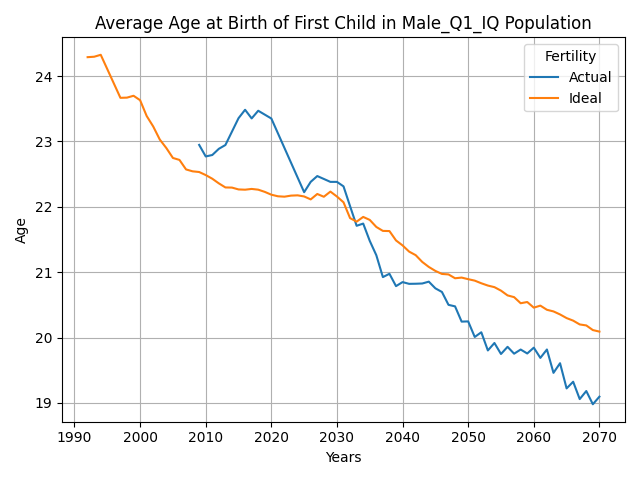 Average Age at Birth of First Child in Male_Q1_IQ Population
Fertility
Actual
Ideal
Age
24
23
22
21
20
19
1990 2000 2010 2020 2030 2040 2050 2060 2070
Years